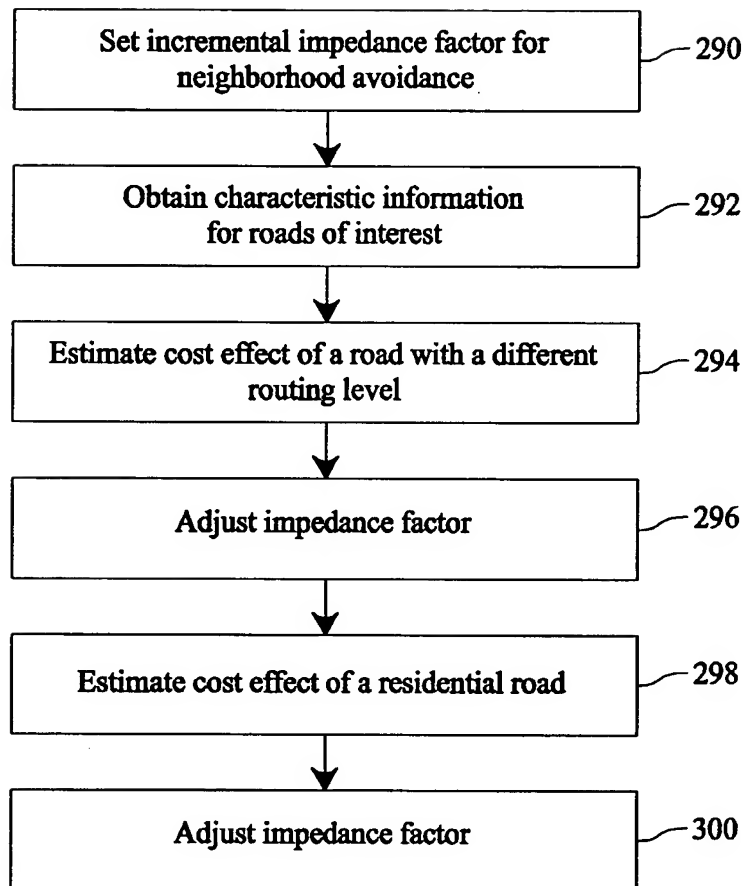 Set incremental impedance factor for
neighborhood avoidance
290
Obtain characteristic information
for roads of interest
292
Estimate cost effect of a road with a different
routing level
294
Adjust impedance factor
296
Estimate cost effect of a residential road
298
Adjust impedance factor
300